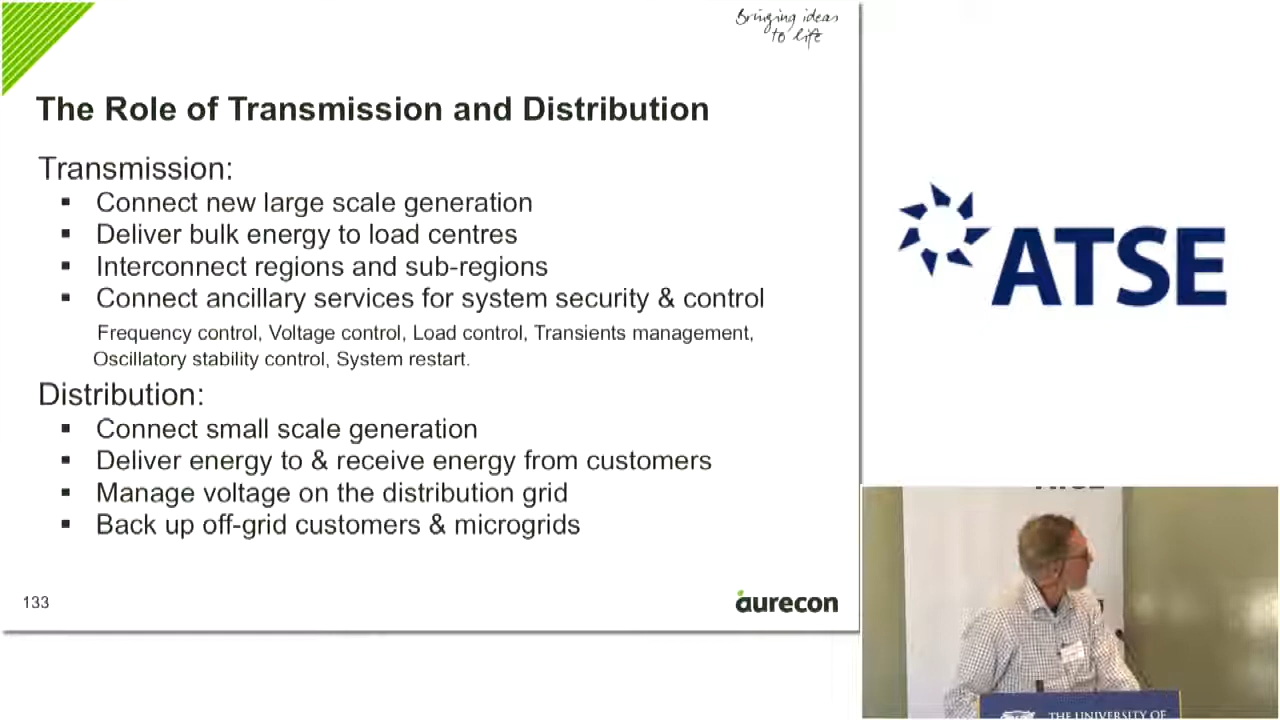 Bringing ideas
to life
The Role of Transmission and Distribution
Transmission:
▪ Connect new large scale generation
▪ Deliver bulk energy to load centres
▪ Interconnect regions and sub-regions
▪ Connect ancillary services for system security & control
Frequency control, Voltage control, Load control, Transients management,
Oscillatory stability control, System restart.
Distribution:
▪ Connect small scale generation
▪ Deliver energy to & receive energy from customers
▪ Manage voltage on the distribution grid
▪ Back up off-grid customers & microgrids
133
aurecon
ATSE
THE UNIVERSITY OF